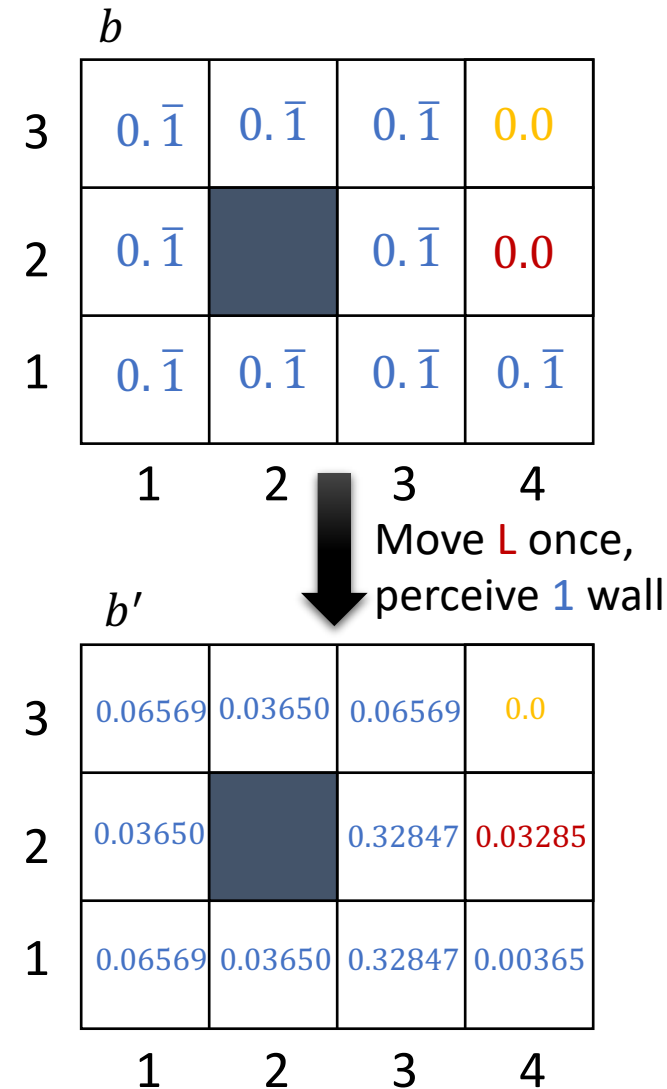 b
3 0.1̅ 0.1̅ 0.1̅ 0.0
2 0.1̅ 0.1̅ 0.0
1 0.1̅ 0.1̅ 0.1̅ 0.1̅
1 2 3 4
Move L once,
perceive 1 wall
b′
3 0.06569 0.03650 0.06569 0.0
2 0.03650 0.32847 0.03285
1 0.06569 0.03650 0.32847 0.00365
1 2 3 4